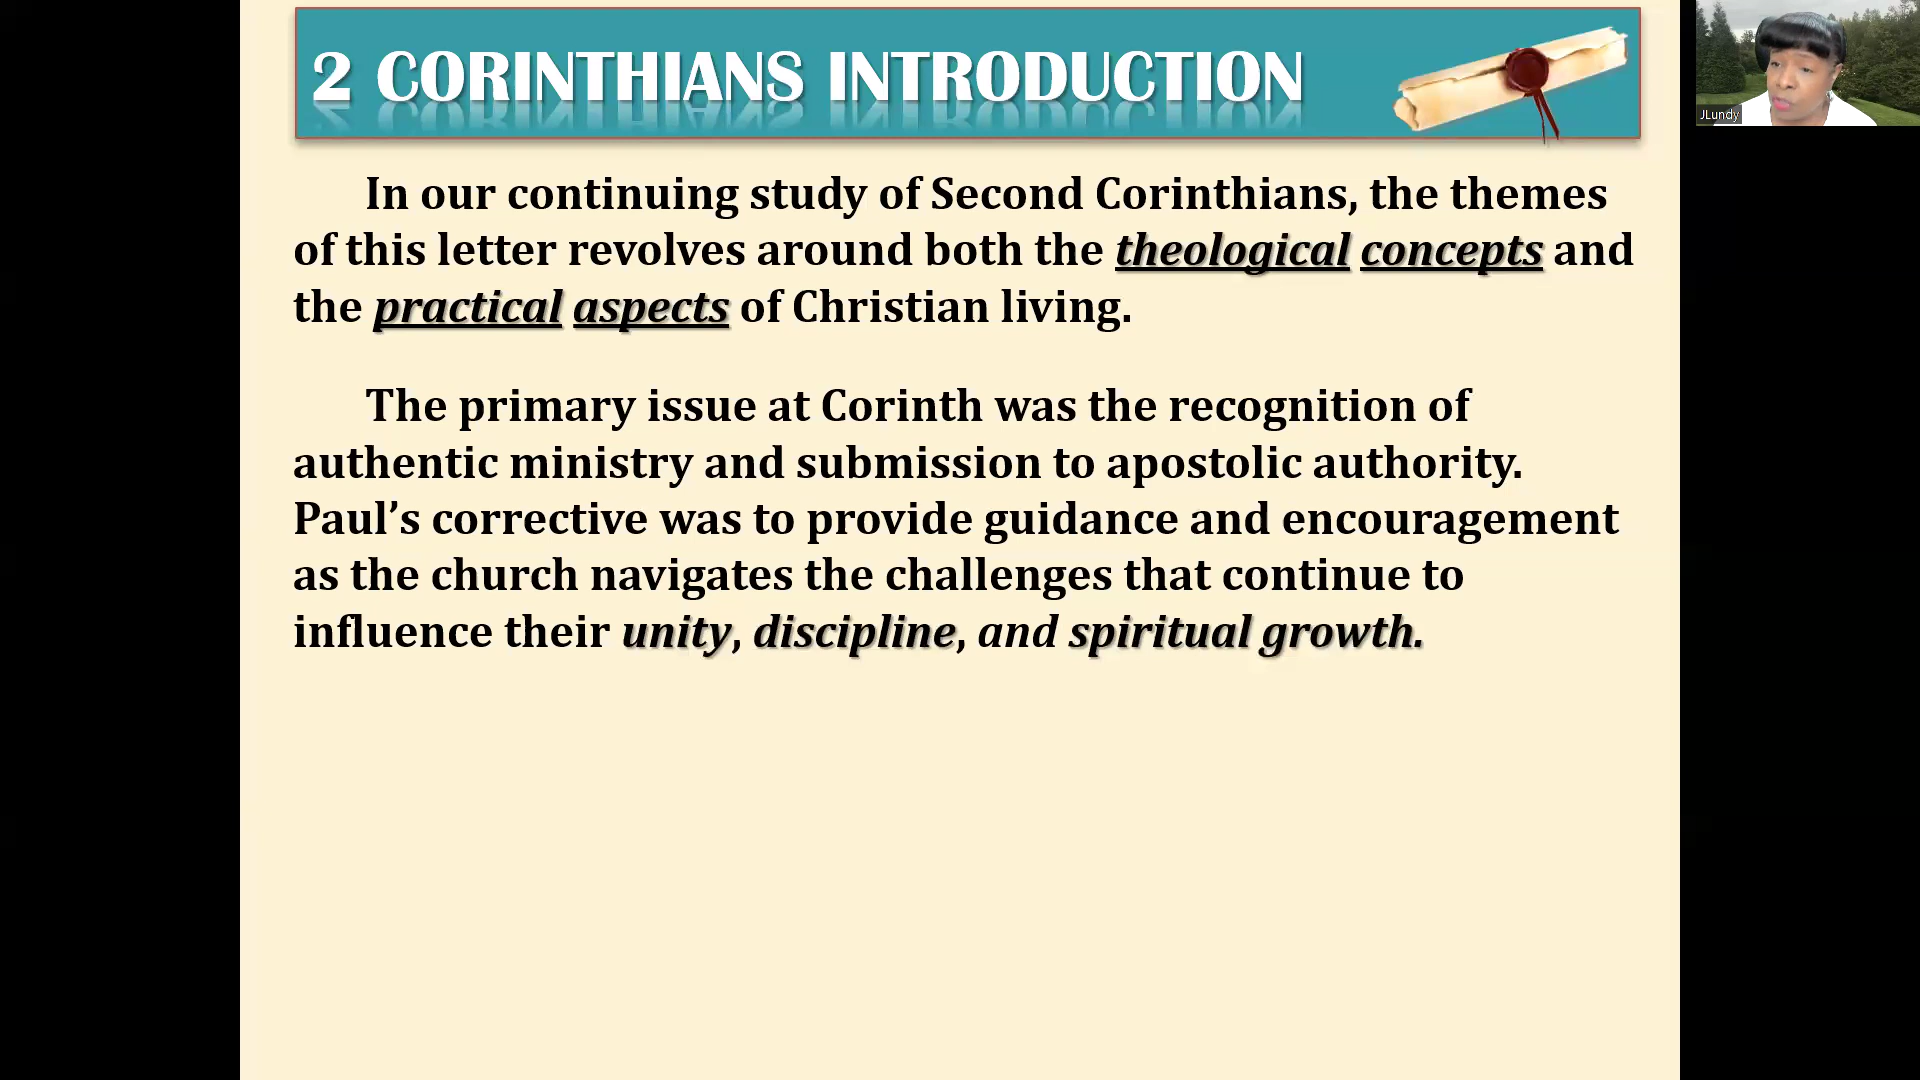 2 CORINTHIANS INTRODUCTION
JLundy
In our continuing study of Second Corinthians, the themes
of this letter revolves around both the theological concepts and
the practical aspects of Christian living.
The primary issue at Corinth was the recognition of
authentic ministry and submission to apostolic authority.
Paul’s corrective was to provide guidance and encouragement
as the church navigates the challenges that continue to
influence their unity, discipline, and spiritual growth.